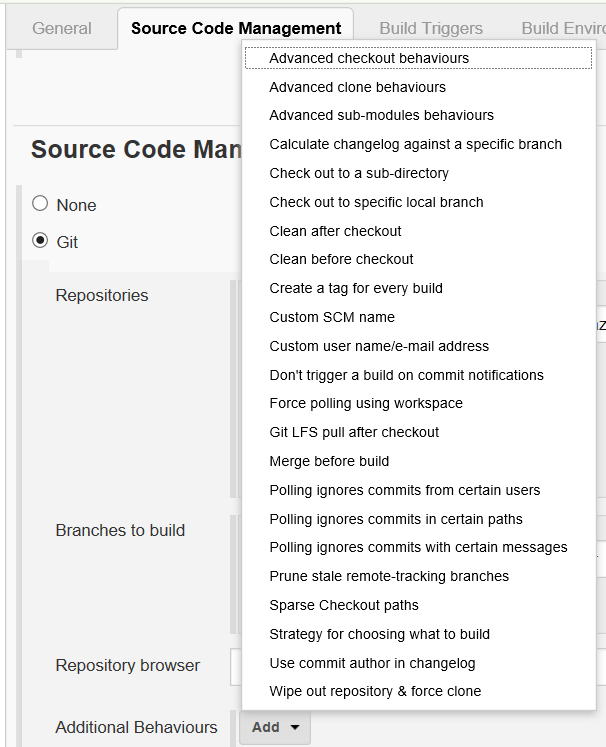 General
Source Code Management
Build Triggers
Build Enviro
Advanced checkout behaviours
Advanced clone behaviours
Advanced sub-modules behaviours
Calculate changelog against a specific branch
Check out to a sub-directory
Check out to specific local branch
Clean after checkout
Clean before checkout
Create a tag for every build
Custom SCM name
Custom user name/e-mail address
Don't trigger a build on commit notifications
Force polling using workspace
Git LFS pull after checkout
Merge before build
Polling ignores commits from certain users
Polling ignores commits in certain paths
Polling ignores commits with certain messages
Prune stale remote-tracking branches
Sparse Checkout paths
Strategy for choosing what to build
Use commit author in changelog
Wipe out repository & force clone
Source Code Man
None
Git
Repositories
Branches to build
Repository browser
Additional Behaviours
Add